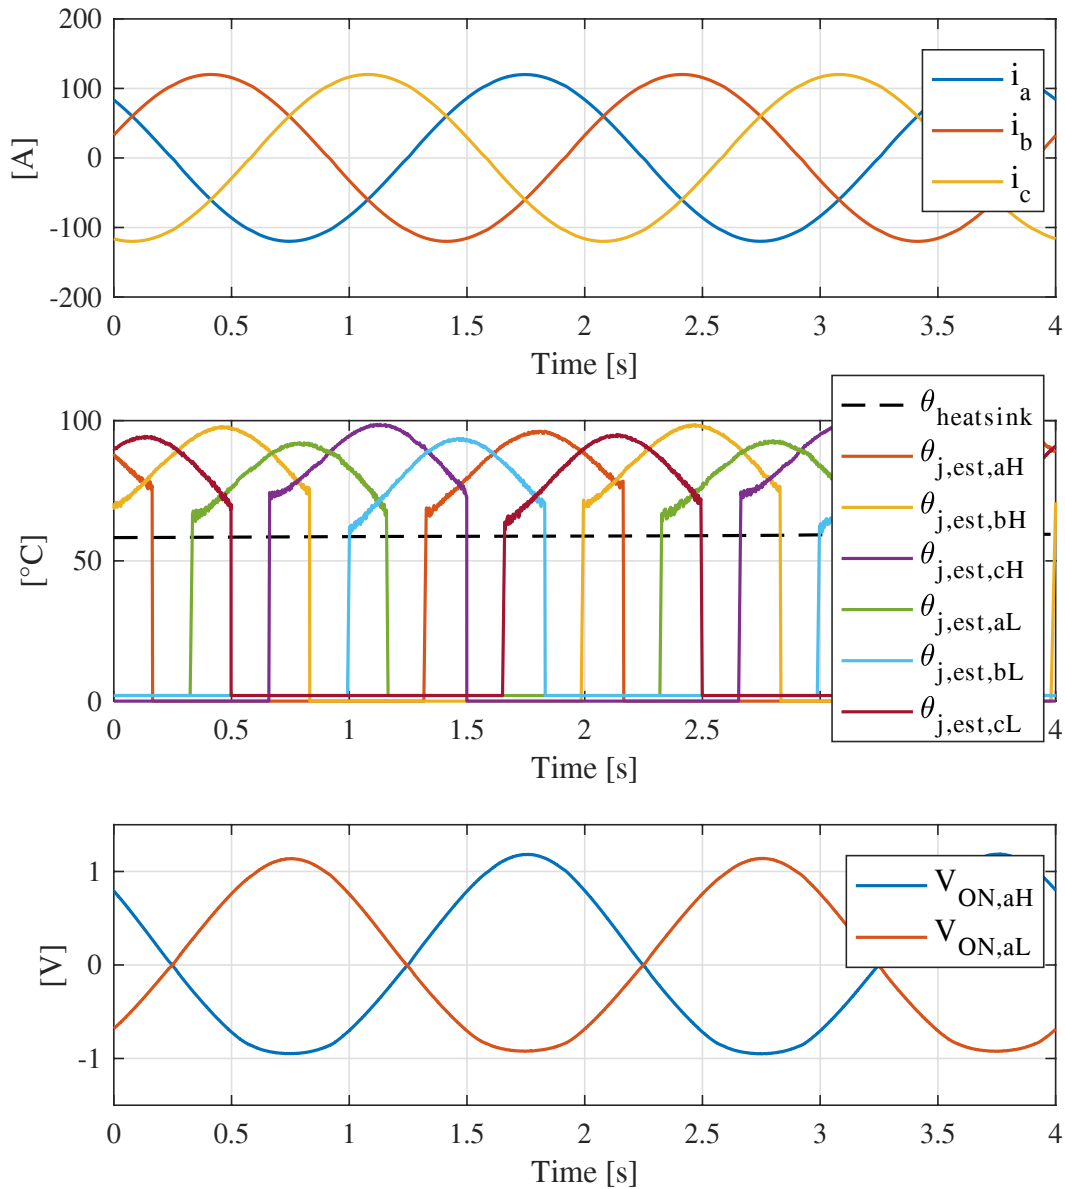 200
100
0
-100
-200
[A]
0 0.5 1 1.5 2 2.5 3 3.5 4
Time [s]
i_a
i_b
i_c
100
50
0
[°C]
0 0.5 1 1.5 2 2.5 4
Time [s]
θ_heatsink
θ_j,est,aH
θ_j,est,bH
θ_j,est,cH
θ_j,est,aL
θ_j,est,bL
θ_j,est,cL
1
0
-1
[V]
0 0.5 1 1.5 2 2.5 3 3.5 4
Time [s]
V_ON,aH
V_ON,aL